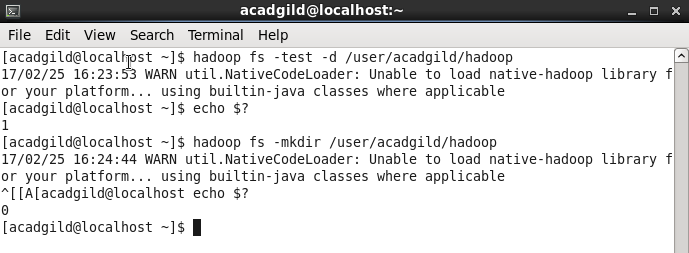 acadgild@localhost:~
File Edit View Search Terminal Help
[acadgild@localhost ~]$ hadoop fs -test -d /user/acadgild/hadoop
17/02/25 16:23:53 WARN util.NativeCodeLoader: Unable to load native-hadoop library f
or your platform... using builtin-java classes where applicable
[acadgild@localhost ~]$ echo $?
1
[acadgild@localhost ~]$ hadoop fs -mkdir /user/acadgild/hadoop
17/02/25 16:24:44 WARN util.NativeCodeLoader: Unable to load native-hadoop library f
or your platform... using builtin-java classes where applicable
^[[A[acadgild@localhost echo $?
0
[acadgild@localhost ~]$